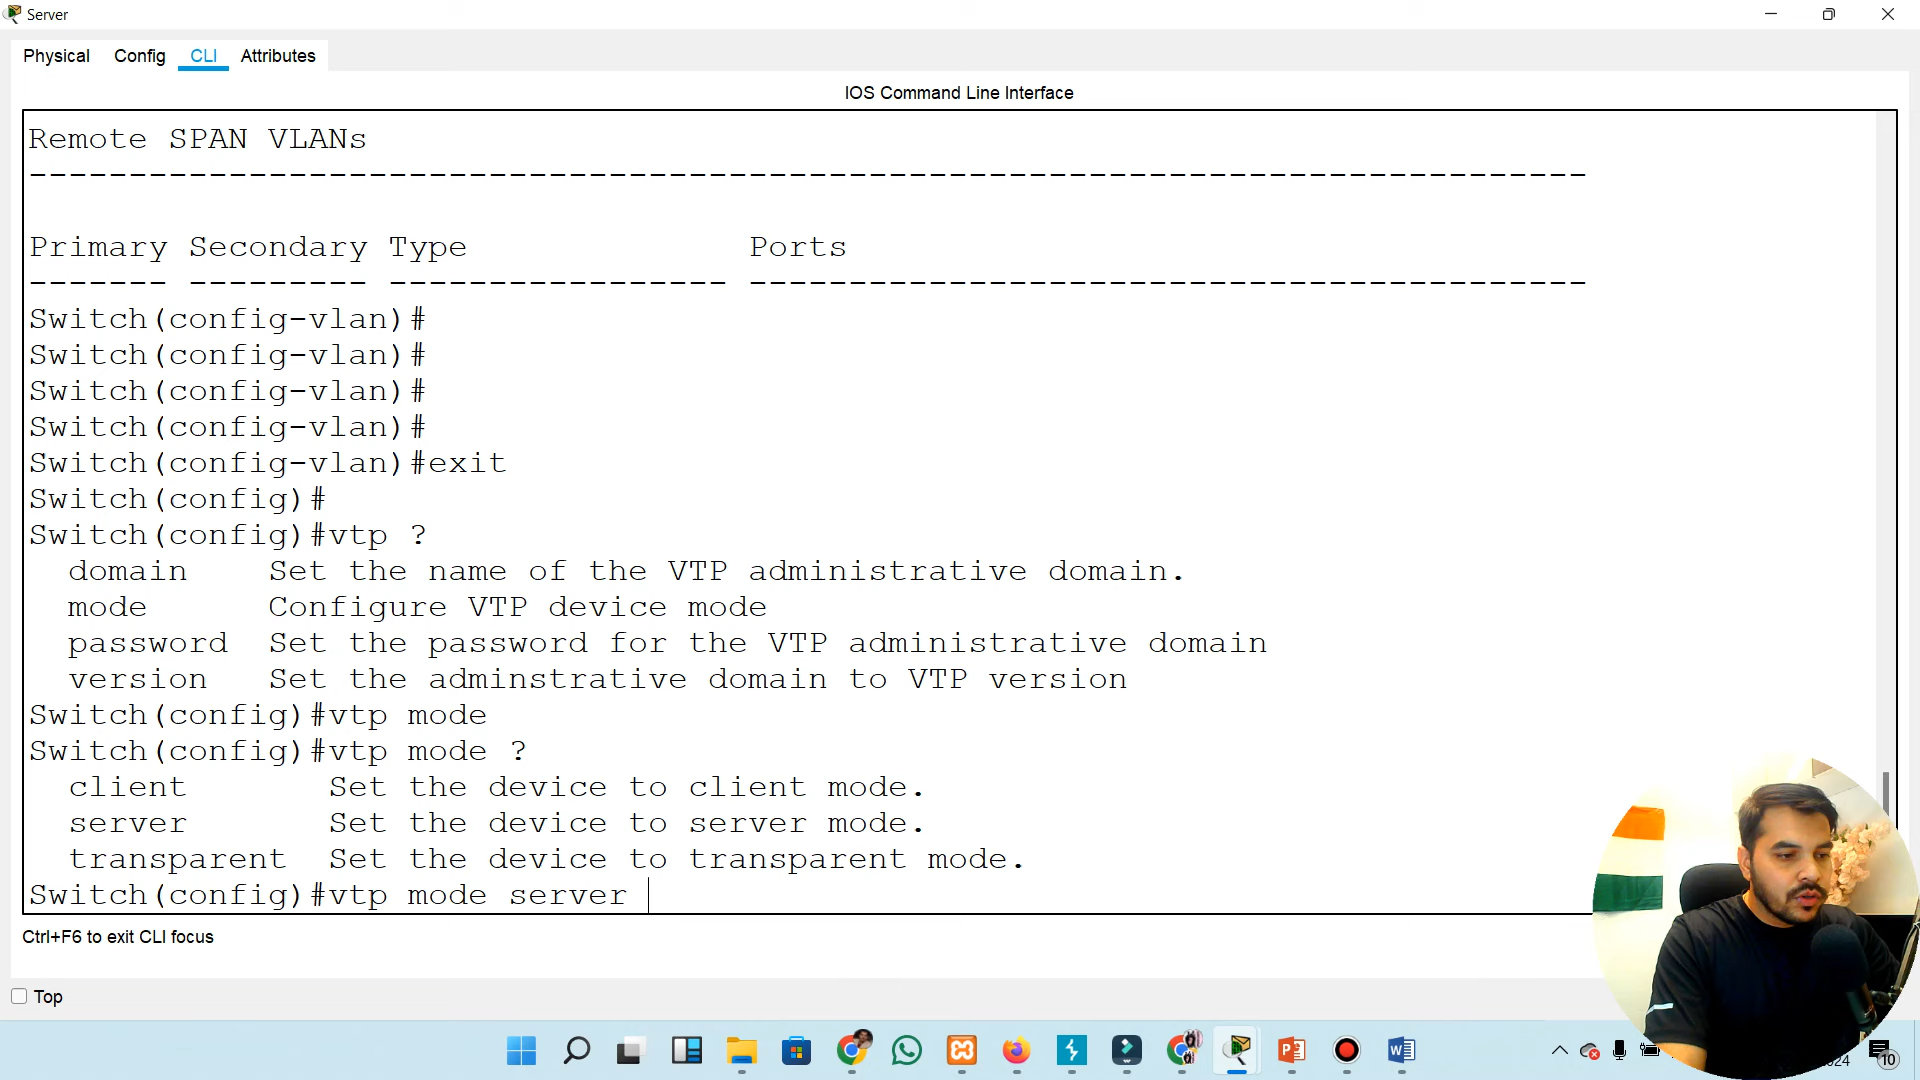 Server
Physical Config CLI Attributes
IOS Command Line Interface
Remote SPAN VLANs
------------------------------------------------------------------------------
Primary Secondary Type              Ports
------- --------- ----------------- ------------------------------------------
Switch(config-vlan)#
Switch(config-vlan)#
Switch(config-vlan)#
Switch(config-vlan)#
Switch(config-vlan)#exit
Switch(config)#
Switch(config)#vtp ?
  domain    Set the name of the VTP administrative domain.
  mode      Configure VTP device mode
  password  Set the password for the VTP administrative domain
  version   Set the adminstrative domain to VTP version
Switch(config)#vtp mode
Switch(config)#vtp mode ?
  client       Set the device to client mode.
  server       Set the device to server mode.
  transparent  Set the device to transparent mode.
Switch(config)#vtp mode server
Ctrl+F6 to exit CLI focus
Top
10